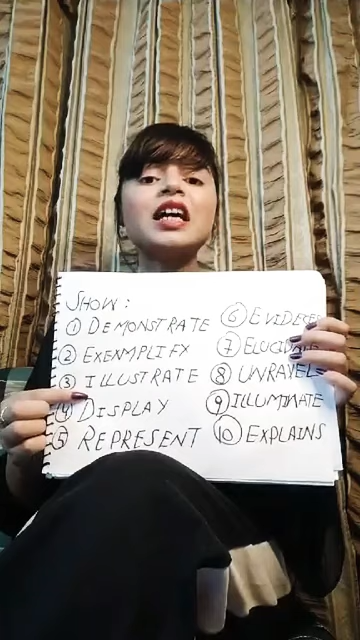 SHOW:
① DEMONSTRATE
② EXEMPLIFY
③ ILLUSTRATE
④ DISPLAY
⑤ REPRESENT
⑥
⑦
⑧ UNRAVEL
⑨ ILLUMINATE
⑩ EXPLAINS